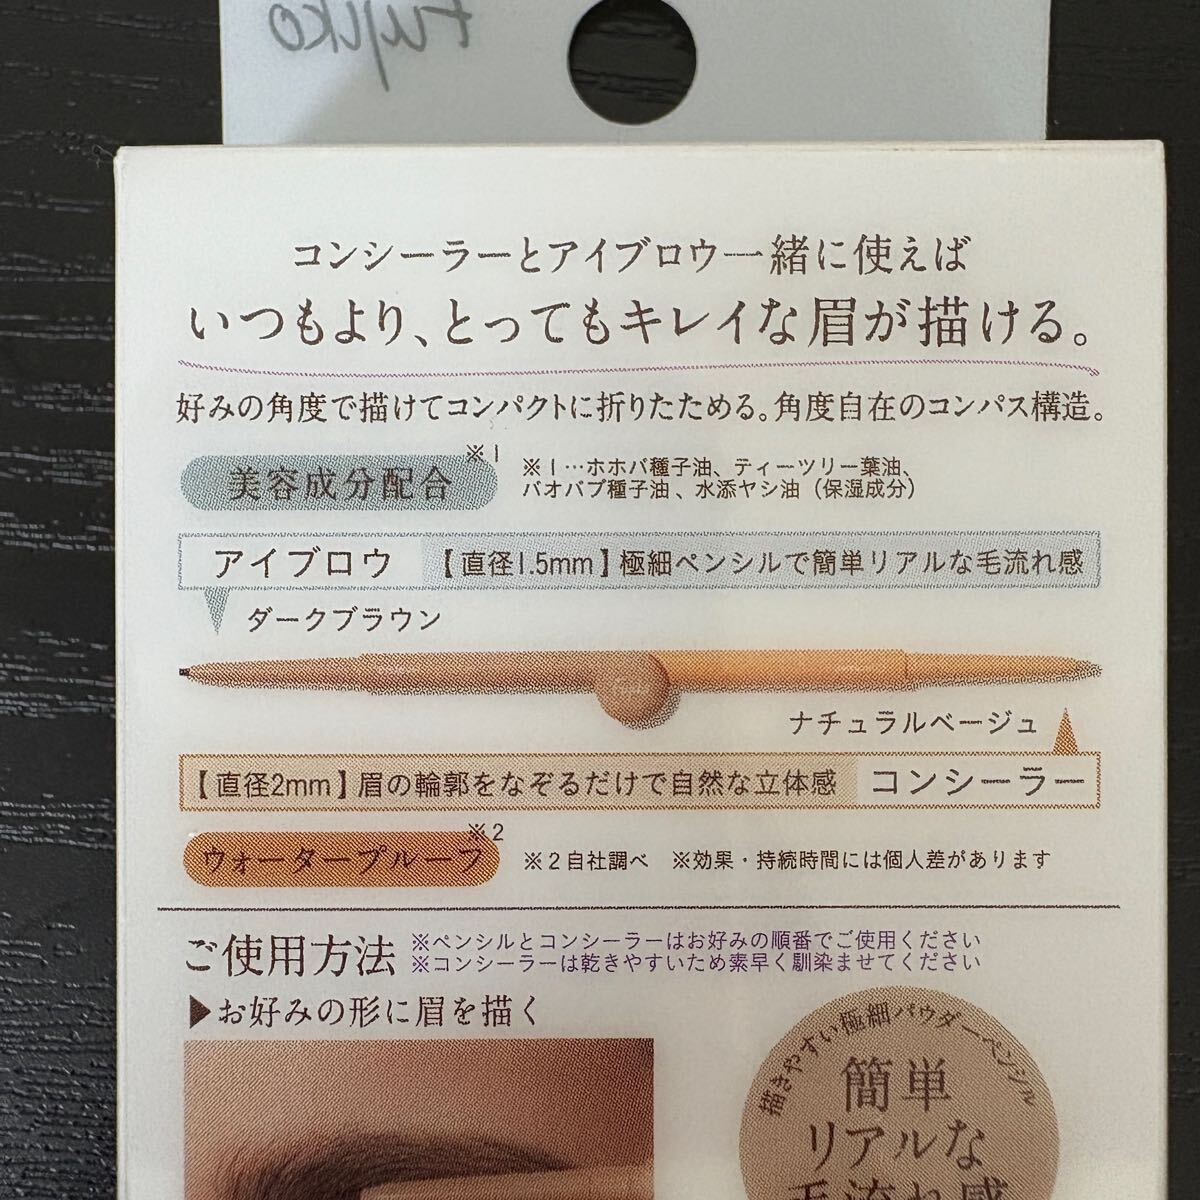 Fujiko
コンシーラーとアイブロウ一緒に使えば
いつもより、とってもキレイな眉が描ける。
好みの角度で描けてコンパクトに折りたためる。角度自在のコンパス構造。
美容成分配合※1
※1…ホホバ種子油、ティーツリー葉油、
バオバブ種子油、水添ヤシ油（保湿成分）
アイブロウ 【直径1.5mm】極細ペンシルで簡単リアルな毛流れ感
ダークブラウン
ナチュラルベージュ
【直径2mm】眉の輪郭をなぞるだけで自然な立体感 コンシーラー
ウォータープルーフ※2
※2自社調べ ※効果・持続時間には個人差があります
ご使用方法
※ペンシルとコンシーラーはお好みの順番でご使用ください
※コンシーラーは乾きやすいため素早く馴染ませてください
▶お好みの形に眉を描く
描きやすい極細パウダーペンシル
簡単
リアルな
毛流れ感